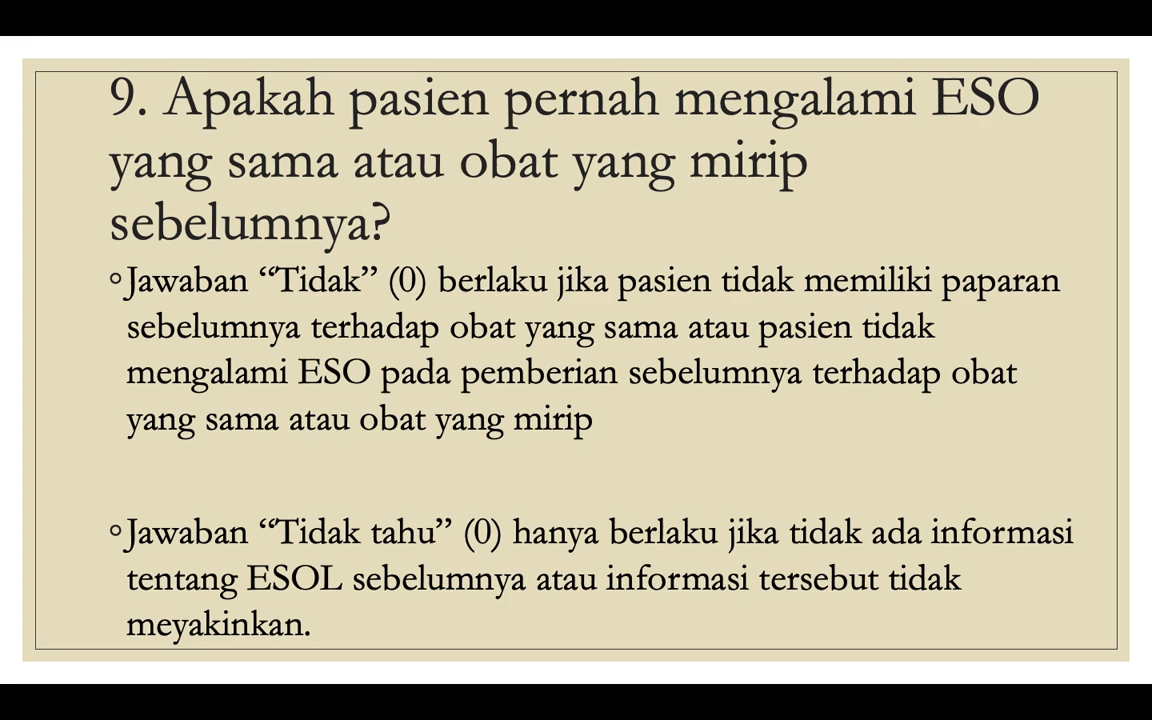 9. Apakah pasien pernah mengalami ESO
yang sama atau obat yang mirip
sebelumnya?
◦Jawaban “Tidak” (0) berlaku jika pasien tidak memiliki paparan
sebelumnya terhadap obat yang sama atau pasien tidak
mengalami ESO pada pemberian sebelumnya terhadap obat
yang sama atau obat yang mirip
◦Jawaban “Tidak tahu” (0) hanya berlaku jika tidak ada informasi
tentang ESOL sebelumnya atau informasi tersebut tidak
meyakinkan.